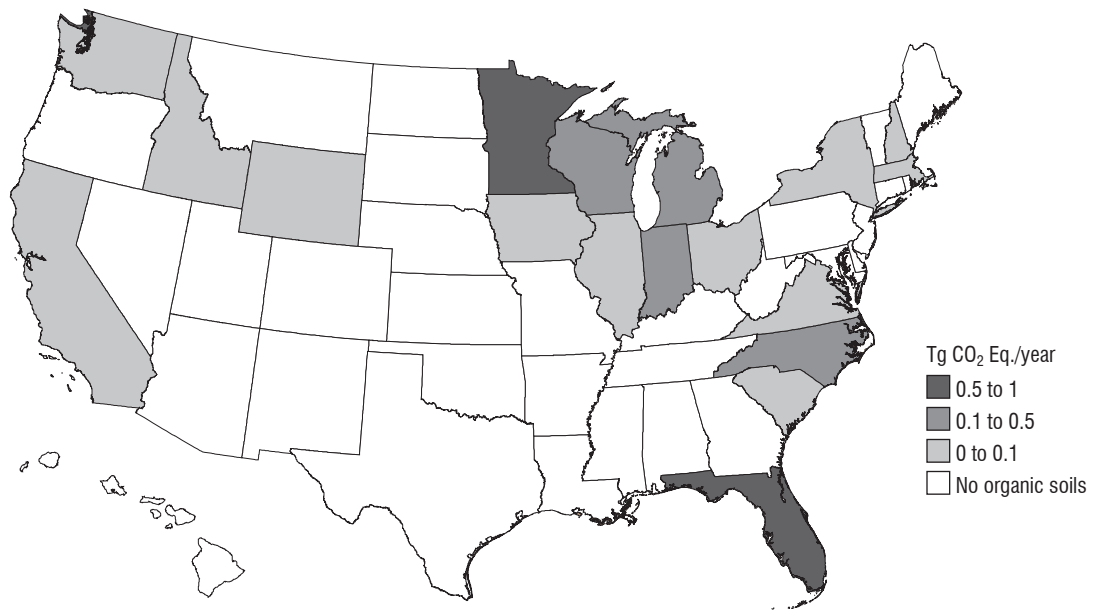 Tg CO₂ Eq./year
0.5 to 1
0.1 to 0.5
0 to 0.1
No organic soils